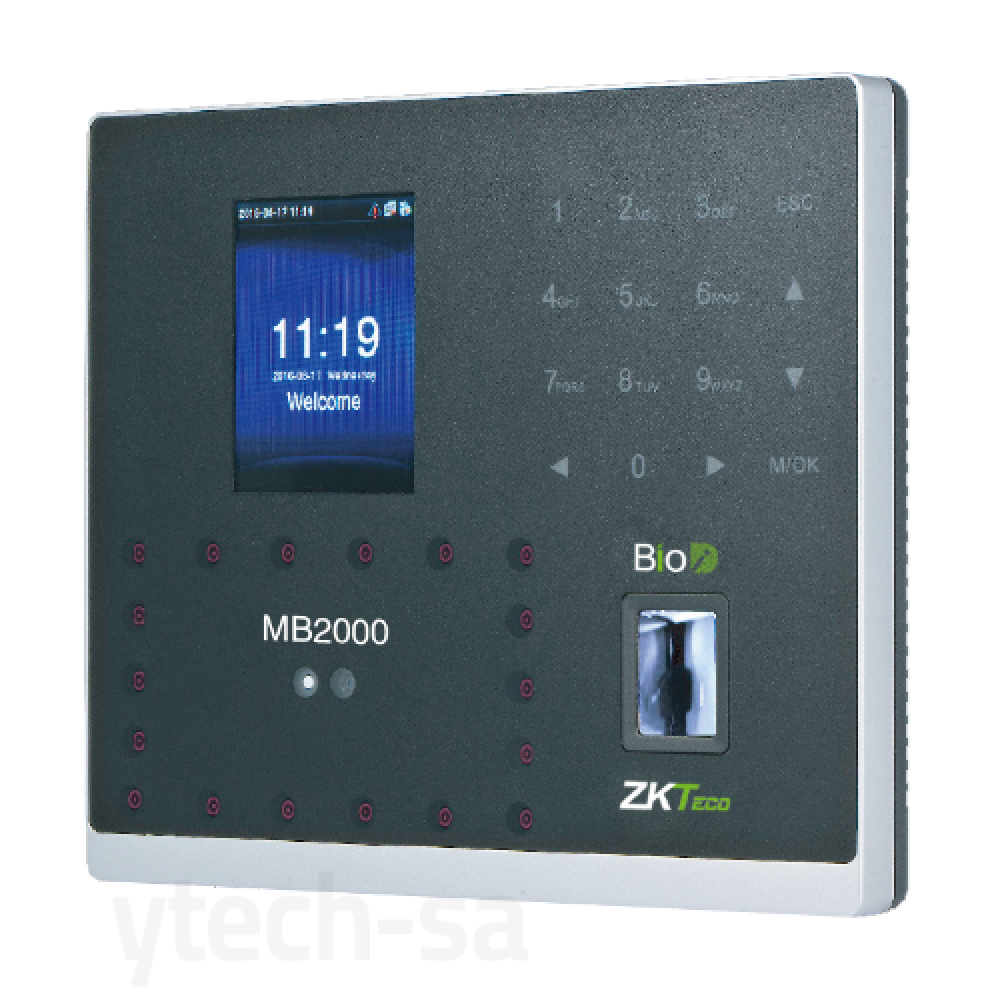 11:19
Welcome
1 2ABC 3DEF ESC
4GHI 5JKL 6MNO
7PQRS 8TUV 9WXYZ
0 M/OK
BioID
MB2000
ZKTECO
ytech-sa